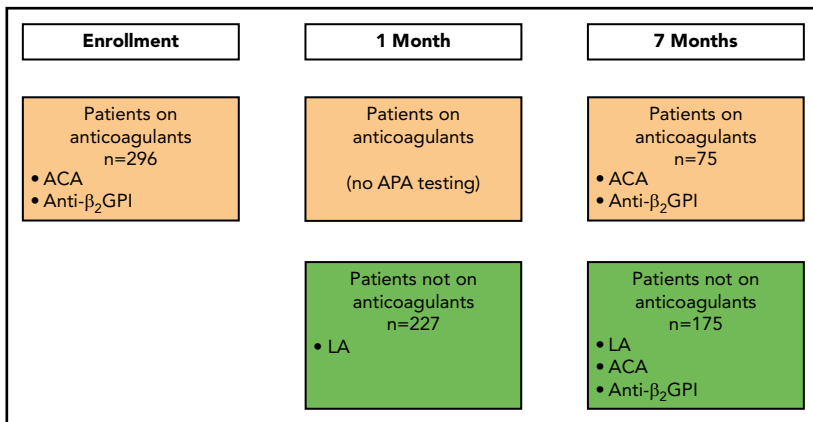 Enrollment
1 Month
7 Months
Patients on
anticoagulants
n=296
• ACA
• Anti-β₂GPI
Patients on
anticoagulants
(no APA testing)
Patients on
anticoagulants
n=75
• ACA
• Anti-β₂GPI
Patients not on
anticoagulants
n=227
• LA
Patients not on
anticoagulants
n=175
• LA
• ACA
• Anti-β₂GPI